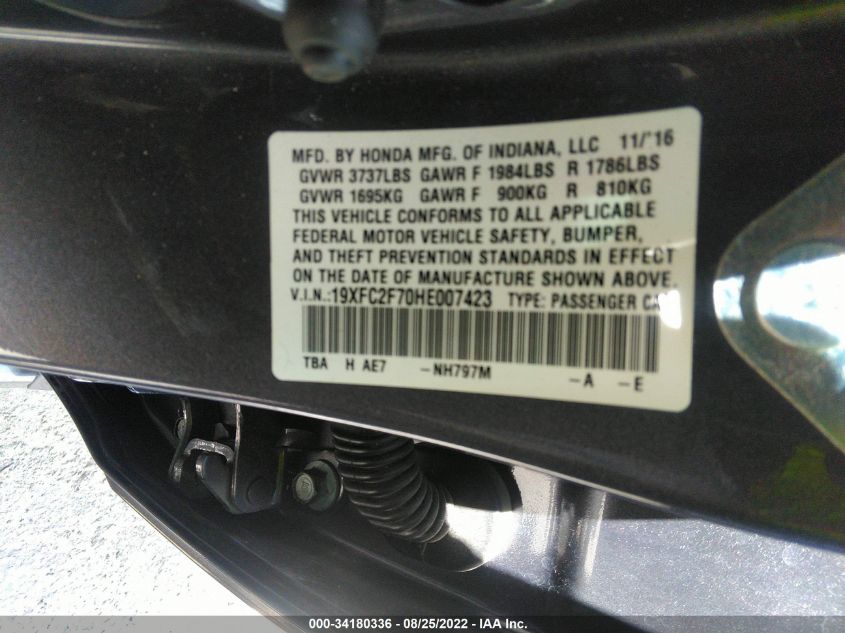 MFD. BY HONDA MFG. OF INDIANA, LLC 11/'16
GVWR 3737LBS GAWR F 1984LBS R 1786LBS
GVWR 1695KG GAWR F 900KG R 810KG
THIS VEHICLE CONFORMS TO ALL APPLICABLE
FEDERAL MOTOR VEHICLE SAFETY, BUMPER,
AND THEFT PREVENTION STANDARDS IN EFFECT
ON THE DATE OF MANUFACTURE SHOWN ABOVE.
V.I.N.:19XFC2F70HE007423 TYPE: PASSENGER
TBA H AE7 -NH797M -A -E
000-34180336 - 08/25/2022 - IAA Inc.